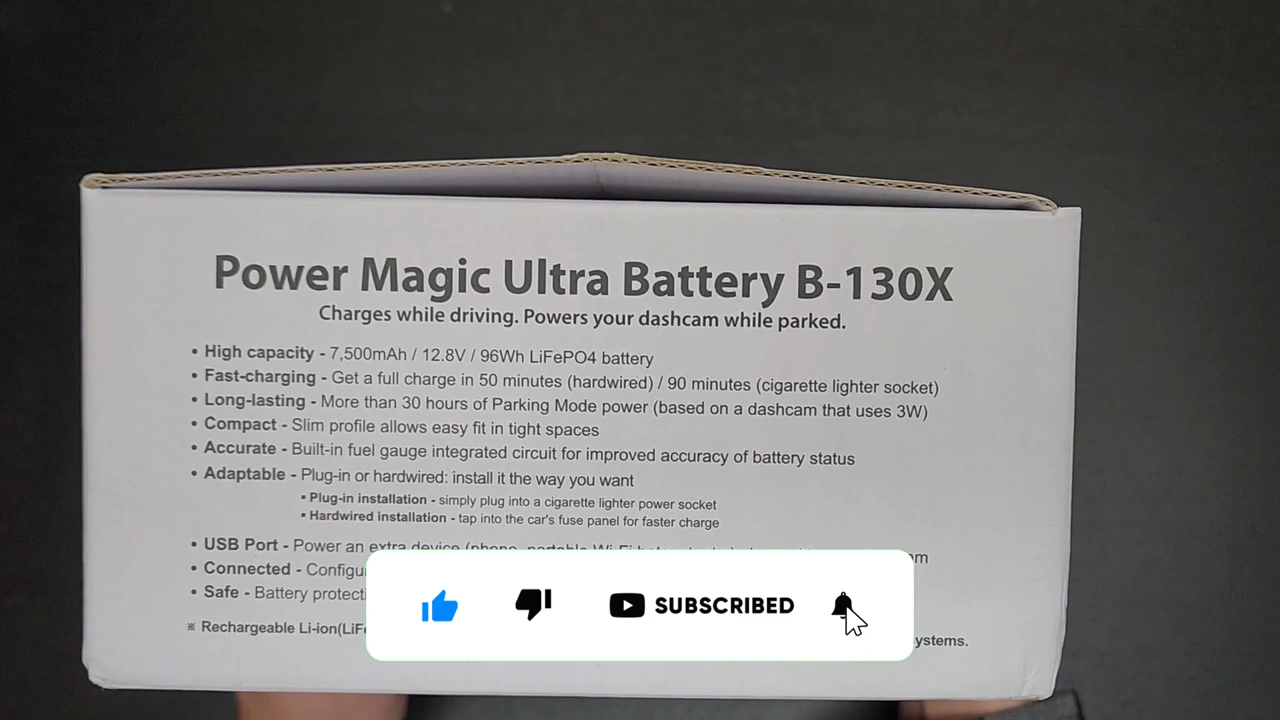 Power Magic Ultra Battery B-130X
Charges while driving. Powers your dashcam while parked.
• High capacity - 7,500mAh / 12.8V / 96Wh LiFePO4 battery
• Fast-charging - Get a full charge in 50 minutes (hardwired) / 90 minutes (cigarette lighter socket)
• Long-lasting - More than 30 hours of Parking Mode power (based on a dashcam that uses 3W)
• Compact - Slim profile allows easy fit in tight spaces
• Accurate - Built-in fuel gauge integrated circuit for improved accuracy of battery status
• Adaptable - Plug-in or hardwired: install it the way you want
• Plug-in installation - simply plug into a cigarette lighter power socket
• Hardwired installation - tap into the car's fuse panel for faster charge
• USB Port - Power an extra device (phone, portable Wi-Fi
• Connected -
• Safe - Battery
※ Rechargeable
SUBSCRIBED